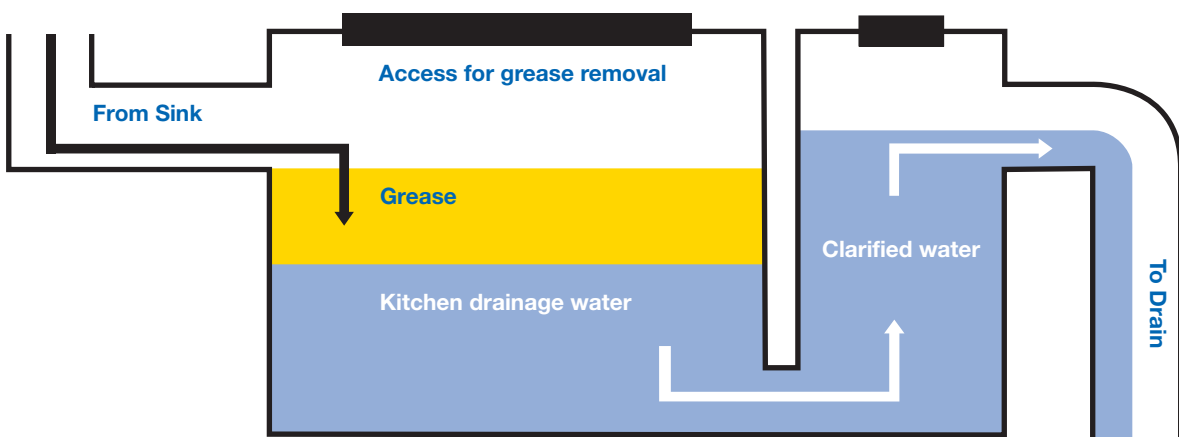 Access for grease removal
From Sink
Grease
Clarified water
Kitchen drainage water
To Drain